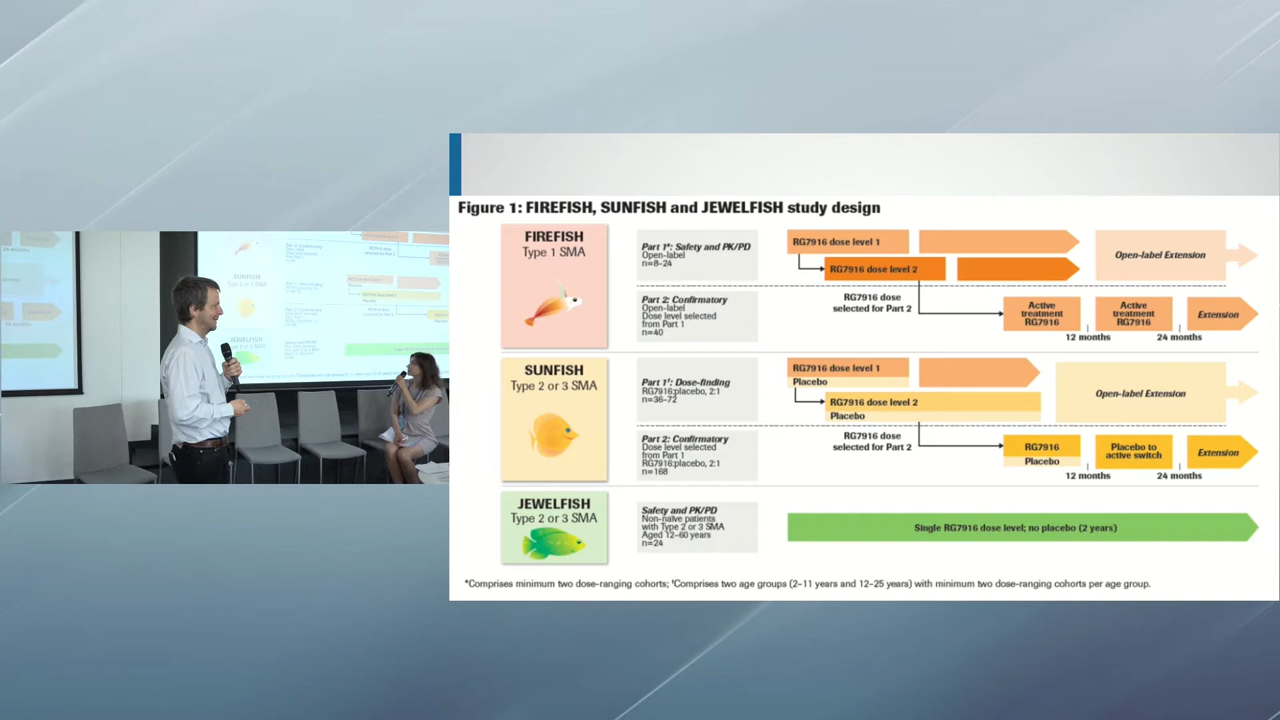 Figure 1: FIREFISH, SUNFISH and JEWELFISH study design
FIREFISH
Type 1 SMA
Part 1*: Safety and PK/PD
Open-label
n=8–24
RG7916 dose level 1
RG7916 dose level 2
Open-label Extension
Part 2: Confirmatory
Open-label
Dose level selected
from Part 1
n=40
RG7916 dose
selected for Part 2
Active
treatment
RG7916
Active
treatment
RG7916
Extension
12 months
24 months
SUNFISH
Type 2 or 3 SMA
Part 1†: Dose-finding
RG7916:placebo, 2:1
n=36–72
RG7916 dose level 1
Placebo
RG7916 dose level 2
Placebo
Open-label Extension
Part 2: Confirmatory
Dose level selected
from Part 1
RG7916:placebo, 2:1
n=168
RG7916 dose
selected for Part 2
RG7916
Placebo
Placebo to
active switch
Extension
12 months
24 months
JEWELFISH
Type 2 or 3 SMA
Safety and PK/PD
Non-naïve patients
with Type 2 or 3 SMA
Aged 12–60 years
n=24
Single RG7916 dose level; no placebo (2 years)
*Comprises minimum two dose-ranging cohorts; †Comprises two age groups (2–11 years and 12–25 years) with minimum two dose-ranging cohorts per age group.
SUNFISH
JEWELFISH